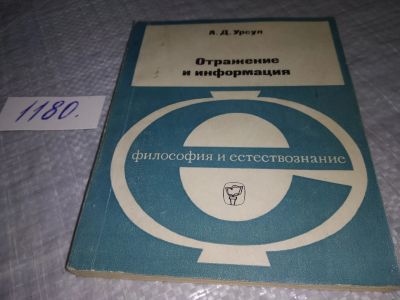 А. Д. Урсул
Отражение
и информация
1180.
философия и естествознание